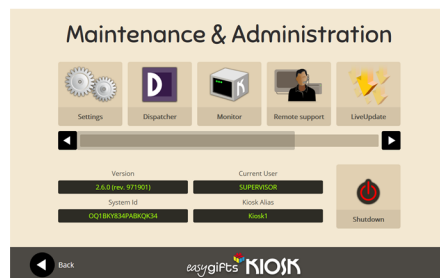 Maintenance & Administration
Settings
Dispatcher
Monitor
Remote support
LiveUpdate
Version
Current User
2.6.0 (rev. 971901)
SUPERVISOR
System Id
Kiosk Alias
OQ1BKY834PABKQK34
Kiosk1
Shutdown
Back
easygifts KIOSK